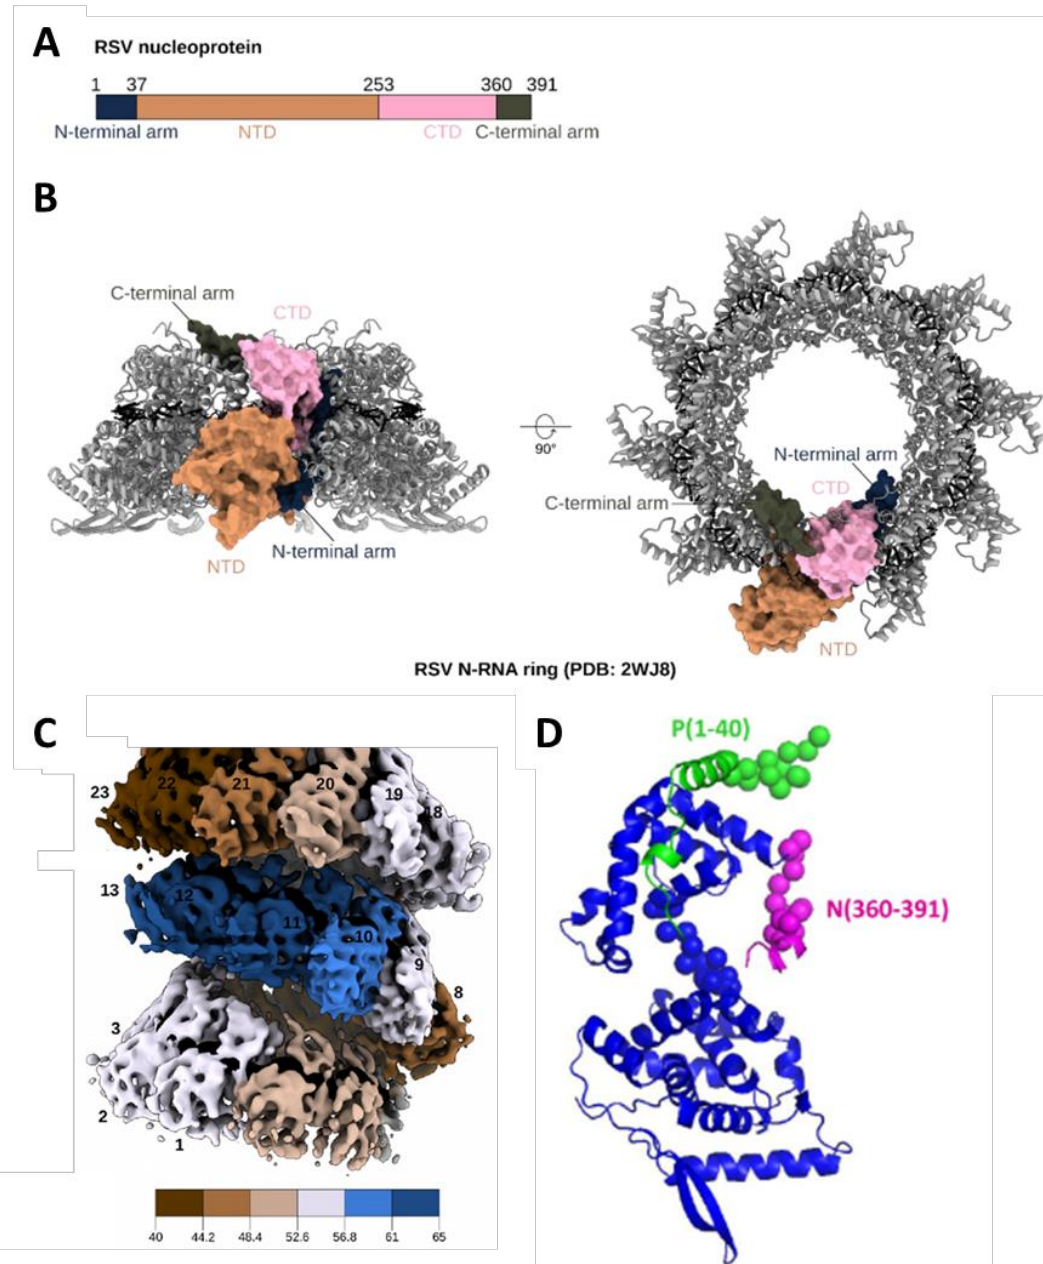 A
RSV nucleoprotein
1 37 253 360 391
N-terminal arm NTD CTD C-terminal arm
B
C-terminal arm
CTD
NTD
N-terminal arm
90°
N-terminal arm
CTD
C-terminal arm
NTD
RSV N-RNA ring (PDB: 2WJ8)
C
23 22 21 20 19 18
13 12 11 10 9 8
3
2
1
40 44.2 48.4 52.6 56.8 61 65
D
P(1-40)
N(360-391)